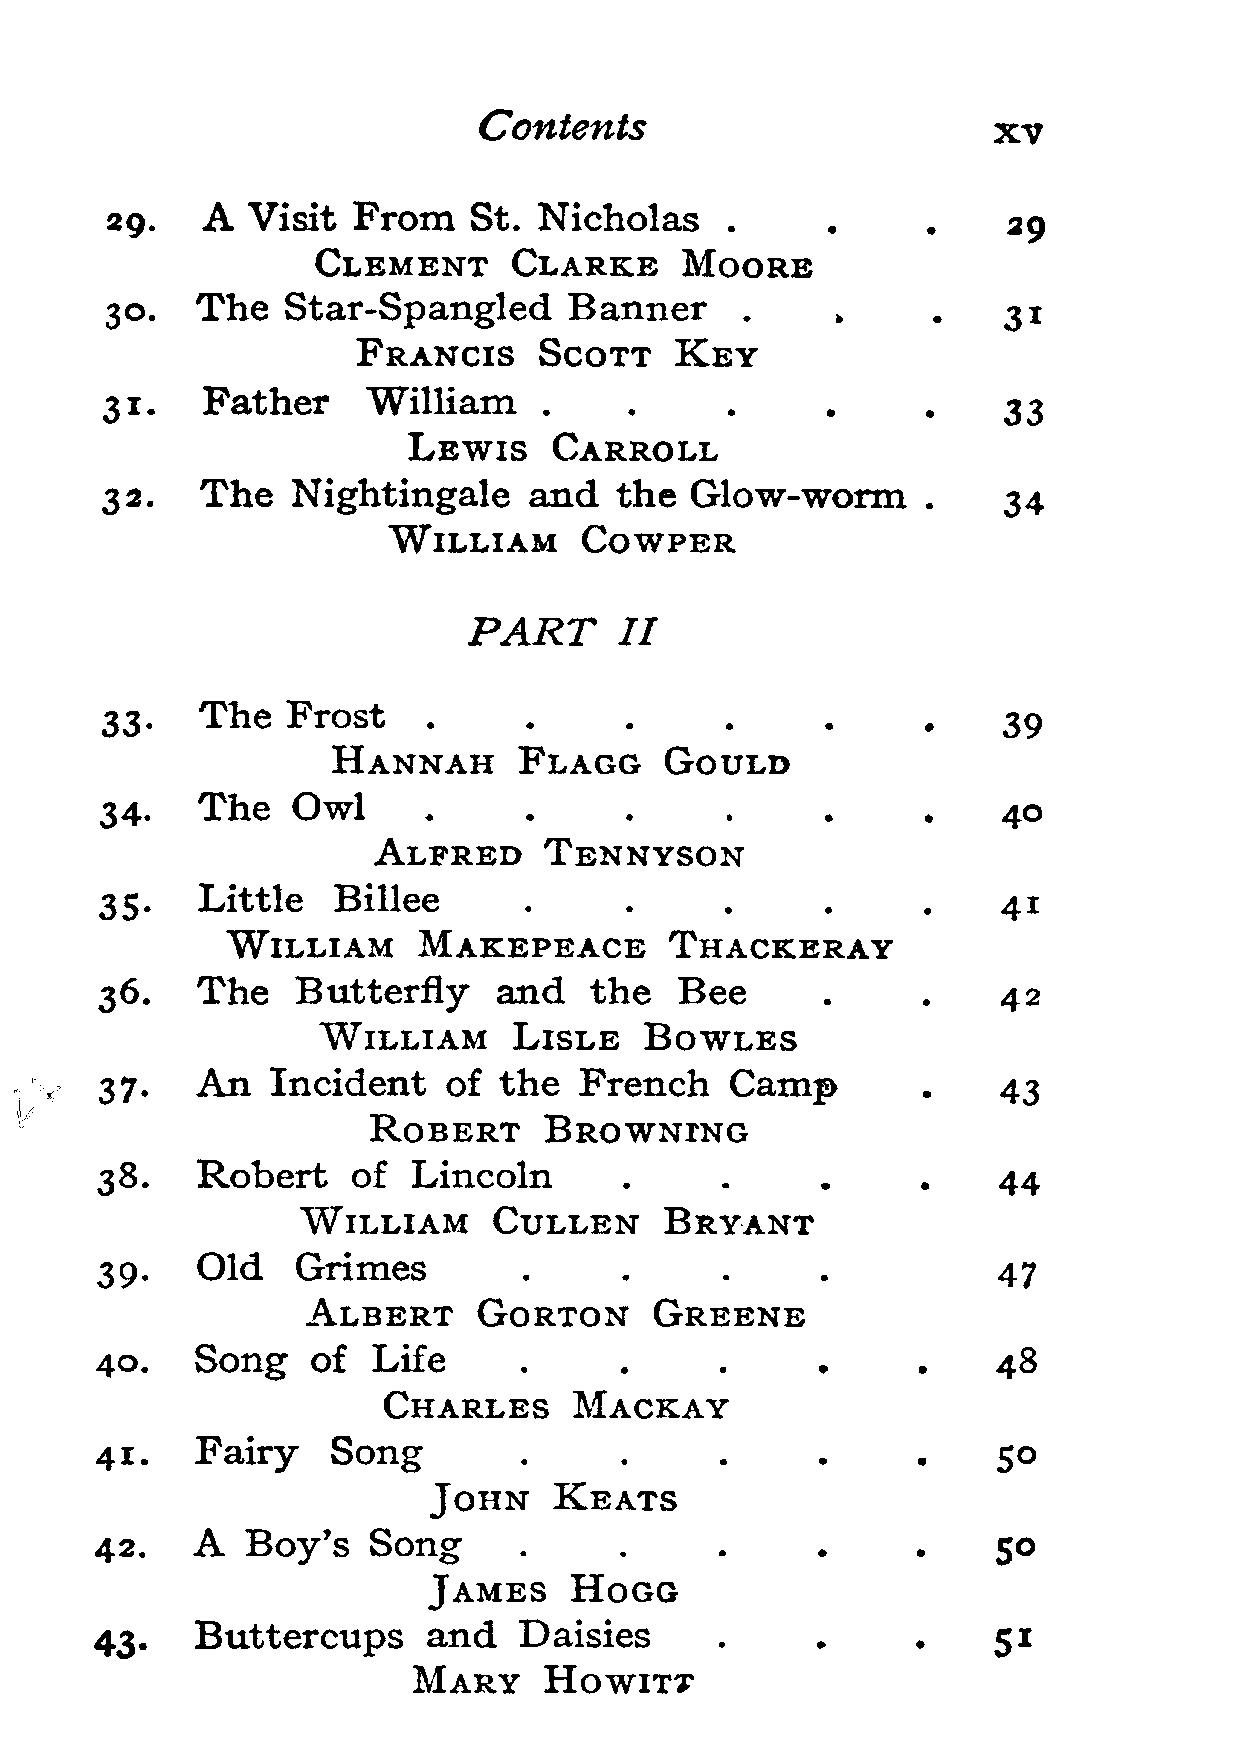 Contents xv
29. A Visit From St. Nicholas . . . 29
CLEMENT CLARKE MOORE
30. The Star-Spangled Banner . . . 31
FRANCIS SCOTT KEY
31. Father William . . . . . 33
LEWIS CARROLL
32. The Nightingale and the Glow-worm . 34
WILLIAM COWPER
PART II
33. The Frost . . . . . . 39
HANNAH FLAGG GOULD
34. The Owl . . . . . . 40
ALFRED TENNYSON
35. Little Billee . . . . . 41
WILLIAM MAKEPEACE THACKERAY
36. The Butterfly and the Bee . . 42
WILLIAM LISLE BOWLES
37. An Incident of the French Camp . 43
ROBERT BROWNING
38. Robert of Lincoln . . . . 44
WILLIAM CULLEN BRYANT
39. Old Grimes . . . . 47
ALBERT GORTON GREENE
40. Song of Life . . . . . 48
CHARLES MACKAY
41. Fairy Song . . . . . 50
JOHN KEATS
42. A Boy's Song . . . . . 50
JAMES HOGG
43. Buttercups and Daisies . . . 51
MARY HOWITT